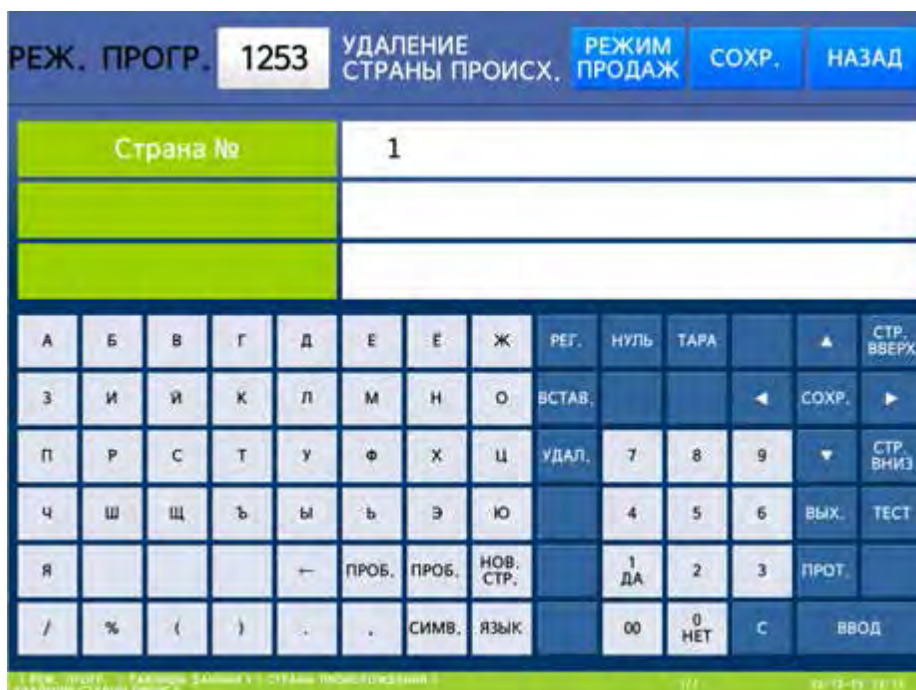 РЕЖ. ПРОГР. 1253 УДАЛЕНИЕ СТРАНЫ ПРОИСХ. РЕЖИМ ПРОДАЖ СОХР. НАЗАД
Страна № 1
А Б В Г Д Е Ё Ж РЕГ. НУЛЬ ТАРА ▲ СТР. ВВЕРХ
З И Й К Л М Н О ВСТАВ. ◄ СОХР. ►
П Р С Т У Ф Х Ц УДАЛ. 7 8 9 ▼ СТР. ВНИЗ
Ч Ш Щ Ъ Ы Ь Э Ю 4 5 6 ВЫХ. ТЕСТ
Я ← ПРОБ. ПРОБ. НОВ. СТР. 1 ДА 2 3 ПРОТ.
/ % ( ) . , СИМВ. ЯЗЫК 00 0 НЕТ С ВВОД